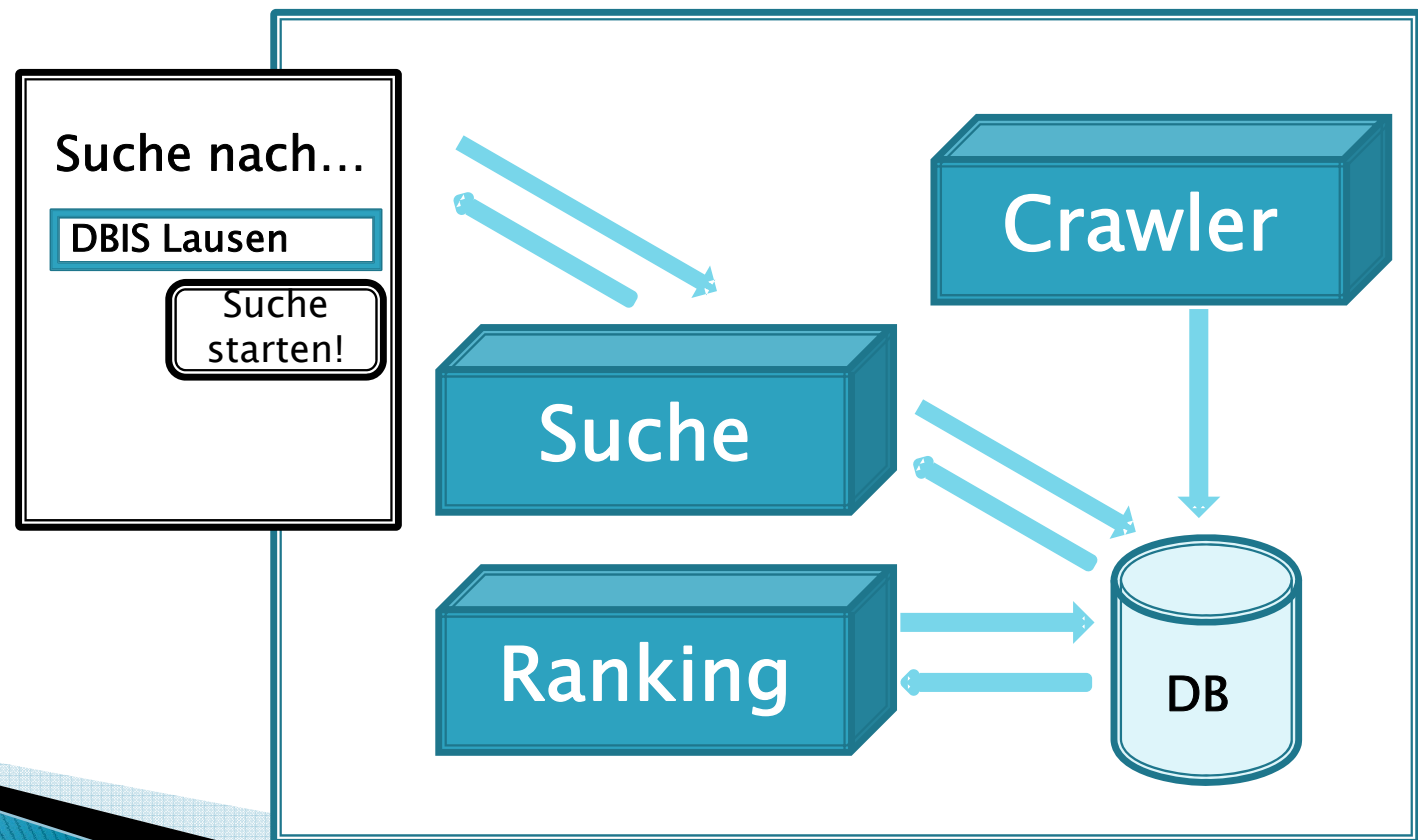 Suche nach...
DBIS Lausen
Suche
starten!
Crawler
Suche
Ranking
DB